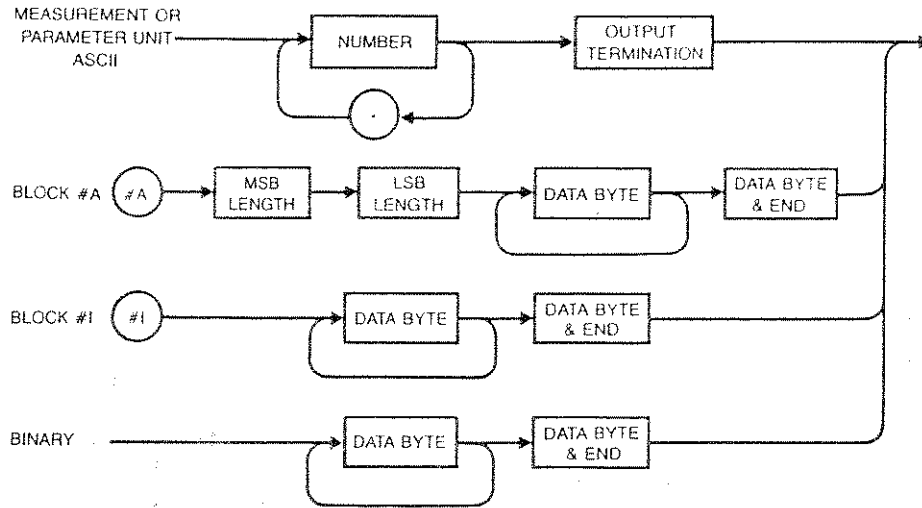 MEASUREMENT OR
PARAMETER UNIT
ASCII
NUMBER
OUTPUT
TERMINATION
,
BLOCK #A
#A
MSB
LENGTH
LSB
LENGTH
DATA BYTE
DATA BYTE
& END
BLOCK #I
#I
DATA BYTE
DATA BYTE
& END
BINARY
DATA BYTE
DATA BYTE
& END